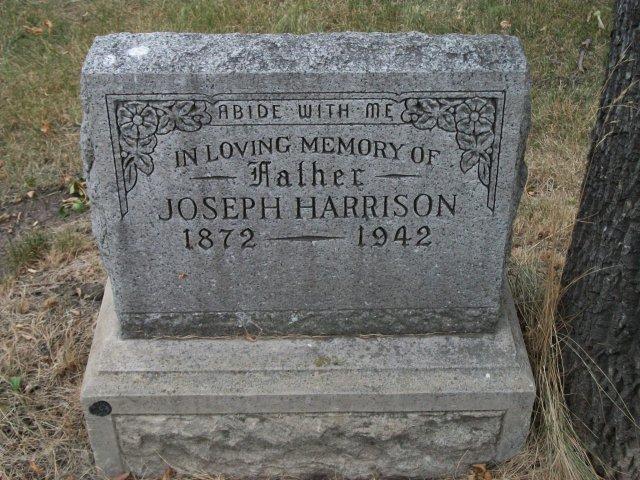 ABIDE WITH ME
IN LOVING MEMORY OF
Father
JOSEPH HARRISON
1872 — 1942